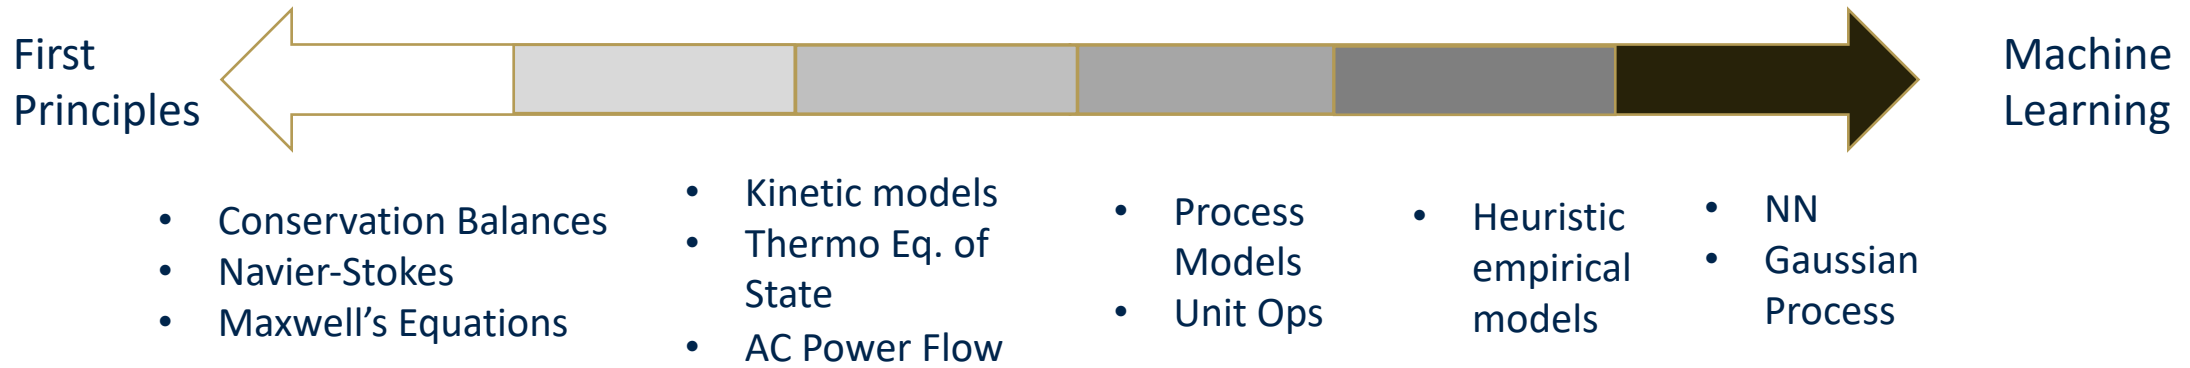 First
Principles
Machine
Learning
• Conservation Balances
• Navier-Stokes
• Maxwell’s Equations
• Kinetic models
• Thermo Eq. of
State
• AC Power Flow
• Process
Models
• Unit Ops
• Heuristic
empirical
models
• NN
• Gaussian
Process